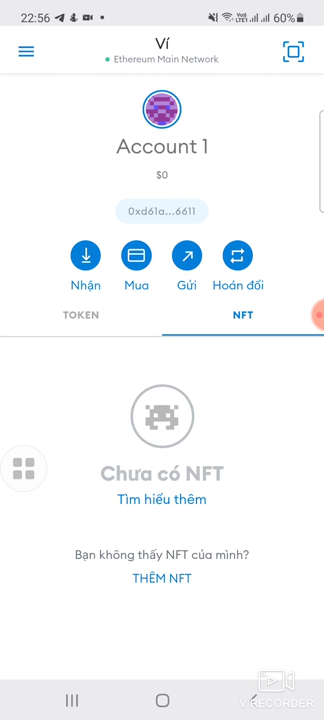 22:56
60%
Ví
Ethereum Main Network
Account 1
$0
0xd61a...6611
Nhận
Mua
Gửi
Hoán đổi
TOKEN
NFT
Chưa có NFT
Tìm hiểu thêm
Bạn không thấy NFT của mình?
THÊM NFT
V RECORDER